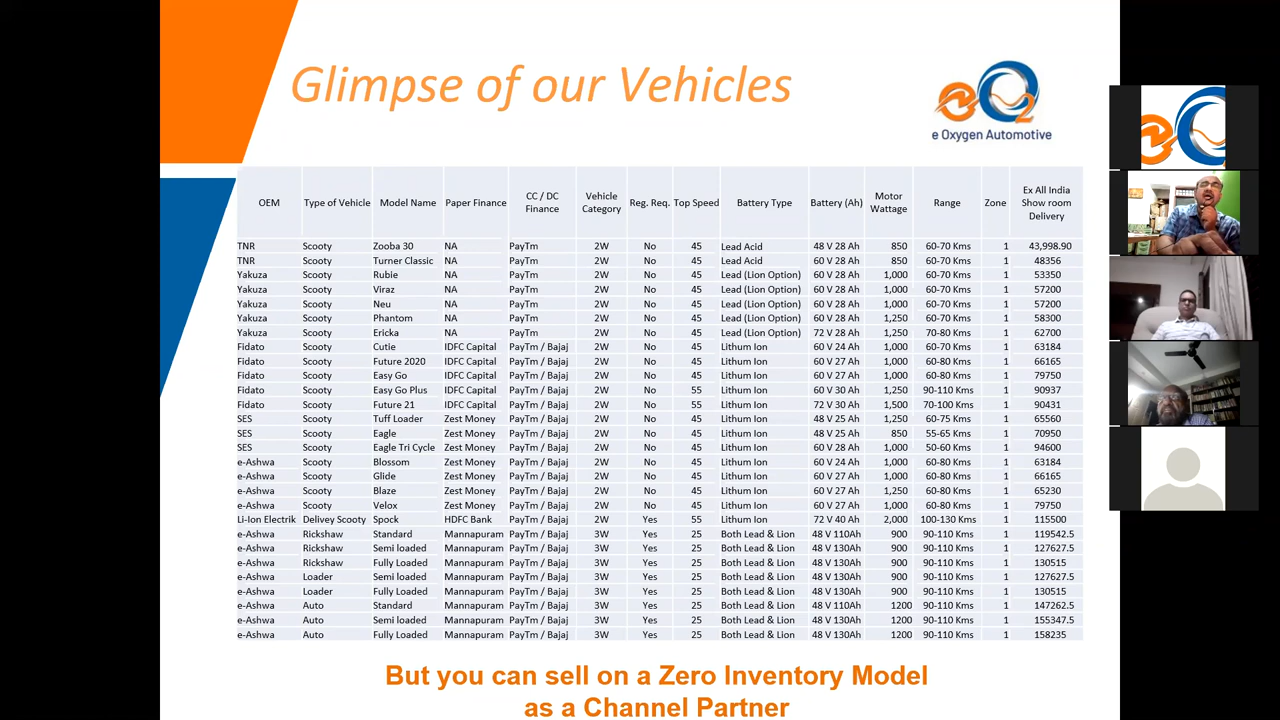 Glimpse of our Vehicles
e Oxygen Automotive
OEM Type of Vehicle Model Name Paper Finance CC / DC Finance Vehicle Category Reg. Req. Top Speed Battery Type Battery (Ah) Motor Wattage Range Zone Ex All India Show room Delivery
TNR Scooty Zooba 30 NA PayTm 2W No 45 Lead Acid 48 V 28 Ah 850 60-70 Kms 1 43,998.90
TNR Scooty Turner Classic NA PayTm 2W No 45 Lead Acid 60 V 28 Ah 850 60-70 Kms 1 48356
Yakuza Scooty Rubie NA PayTm 2W No 45 Lead (Lion Option) 60 V 28 Ah 1,000 60-70 Kms 1 53350
Yakuza Scooty Viraz NA PayTm 2W No 45 Lead (Lion Option) 60 V 28 Ah 1,000 60-70 Kms 1 57200
Yakuza Scooty Neu NA PayTm 2W No 45 Lead (Lion Option) 60 V 28 Ah 1,000 60-70 Kms 1 57200
Yakuza Scooty Phantom NA PayTm 2W No 45 Lead (Lion Option) 60 V 28 Ah 1,250 60-70 Kms 1 58300
Yakuza Scooty Ericka NA PayTm 2W No 45 Lead (Lion Option) 72 V 28 Ah 1,250 70-80 Kms 1 62700
Fidato Scooty Cutie IDFC Capital PayTm / Bajaj 2W No 45 Lithum Ion 60 V 24 Ah 1,000 60-70 Kms 1 63184
Fidato Scooty Future 2020 IDFC Capital PayTm / Bajaj 2W No 45 Lithum Ion 60 V 27 Ah 1,000 60-80 Kms 1 66165
Fidato Scooty Easy Go IDFC Capital PayTm / Bajaj 2W No 45 Lithum Ion 60 V 27 Ah 1,000 60-80 Kms 1 79750
Fidato Scooty Easy Go Plus IDFC Capital PayTm / Bajaj 2W No 55 Lithum Ion 60 V 30 Ah 1,250 90-110 Kms 1 90937
Fidato Scooty Future 21 IDFC Capital PayTm / Bajaj 2W No 55 Lithum Ion 72 V 30 Ah 1,500 70-100 Kms 1 90431
SES Scooty Tuff Loader Zest Money PayTm / Bajaj 2W No 45 Lithum Ion 48 V 25 Ah 1,250 60-75 Kms 1 65560
SES Scooty Eagle Zest Money PayTm / Bajaj 2W No 45 Lithum Ion 48 V 25 Ah 850 55-65 Kms 1 70950
SES Scooty Eagle Tri Cycle Zest Money PayTm / Bajaj 2W No 45 Lithum Ion 60 V 28 Ah 1,000 50-60 Kms 1 94600
e-Ashwa Scooty Blossom Zest Money PayTm / Bajaj 2W No 45 Lithum Ion 60 V 24 Ah 1,000 60-80 Kms 1 63184
e-Ashwa Scooty Glide Zest Money PayTm / Bajaj 2W No 45 Lithum Ion 60 V 27 Ah 1,000 60-80 Kms 1 66165
e-Ashwa Scooty Blaze Zest Money PayTm / Bajaj 2W No 45 Lithum Ion 60 V 27 Ah 1,250 60-80 Kms 1 65230
e-Ashwa Scooty Velox Zest Money PayTm / Bajaj 2W No 45 Lithum Ion 60 V 27 Ah 1,000 60-80 Kms 1 79750
Li-Ion Electrik Delivey Scooty Spock HDFC Bank PayTm / Bajaj 2W Yes 55 Lithum Ion 72 V 40 Ah 2,000 100-130 Kms 1 115500
e-Ashwa Rickshaw Standard Mannapuram PayTm / Bajaj 3W Yes 25 Both Lead & Lion 48 V 110Ah 900 90-110 Kms 1 119542.5
e-Ashwa Rickshaw Semi loaded Mannapuram PayTm / Bajaj 3W Yes 25 Both Lead & Lion 48 V 130Ah 900 90-110 Kms 1 127627.5
e-Ashwa Rickshaw Fully Loaded Mannapuram PayTm / Bajaj 3W Yes 25 Both Lead & Lion 48 V 130Ah 900 90-110 Kms 1 130515
e-Ashwa Loader Semi loaded Mannapuram PayTm / Bajaj 3W Yes 25 Both Lead & Lion 48 V 130Ah 900 90-110 Kms 1 127627.5
e-Ashwa Loader Fully Loaded Mannapuram PayTm / Bajaj 3W Yes 25 Both Lead & Lion 48 V 130Ah 900 90-110 Kms 1 130515
e-Ashwa Auto Standard Mannapuram PayTm / Bajaj 3W Yes 25 Both Lead & Lion 48 V 110Ah 1200 90-110 Kms 1 147262.5
e-Ashwa Auto Semi loaded Mannapuram PayTm / Bajaj 3W Yes 25 Both Lead & Lion 48 V 130Ah 1200 90-110 Kms 1 155347.5
e-Ashwa Auto Fully Loaded Mannapuram PayTm / Bajaj 3W Yes 25 Both Lead & Lion 48 V 130Ah 1200 90-110 Kms 1 158235
But you can sell on a Zero Inventory Model
as a Channel Partner